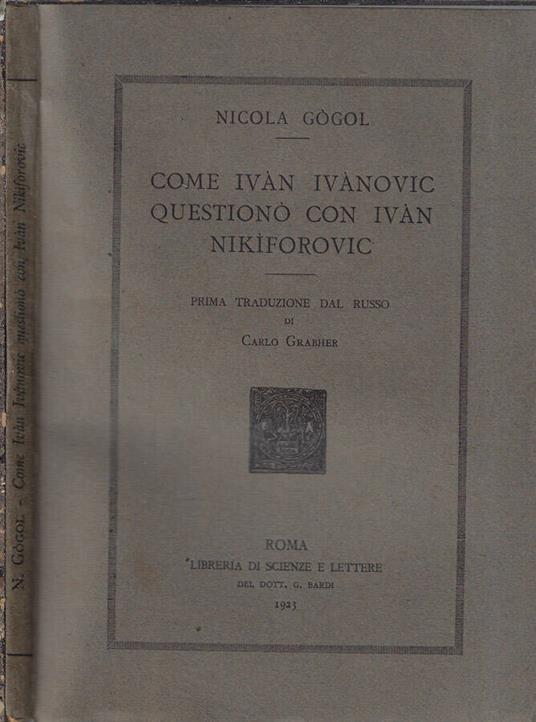 N. GÒGOL – Come Ivàn Ivànovic questionò con Ivàn Nikìforovic
NICOLA GÒGOL
COME IVÀN IVÀNOVIC
QUESTIONÒ CON IVÀN
NIKÌFOROVIC
PRIMA TRADUZIONE DAL RUSSO
DI
CARLO GRABHER
ROMA
LIBRERIA DI SCIENZE E LETTERE
DEL DOTT. G. BARDI
1923